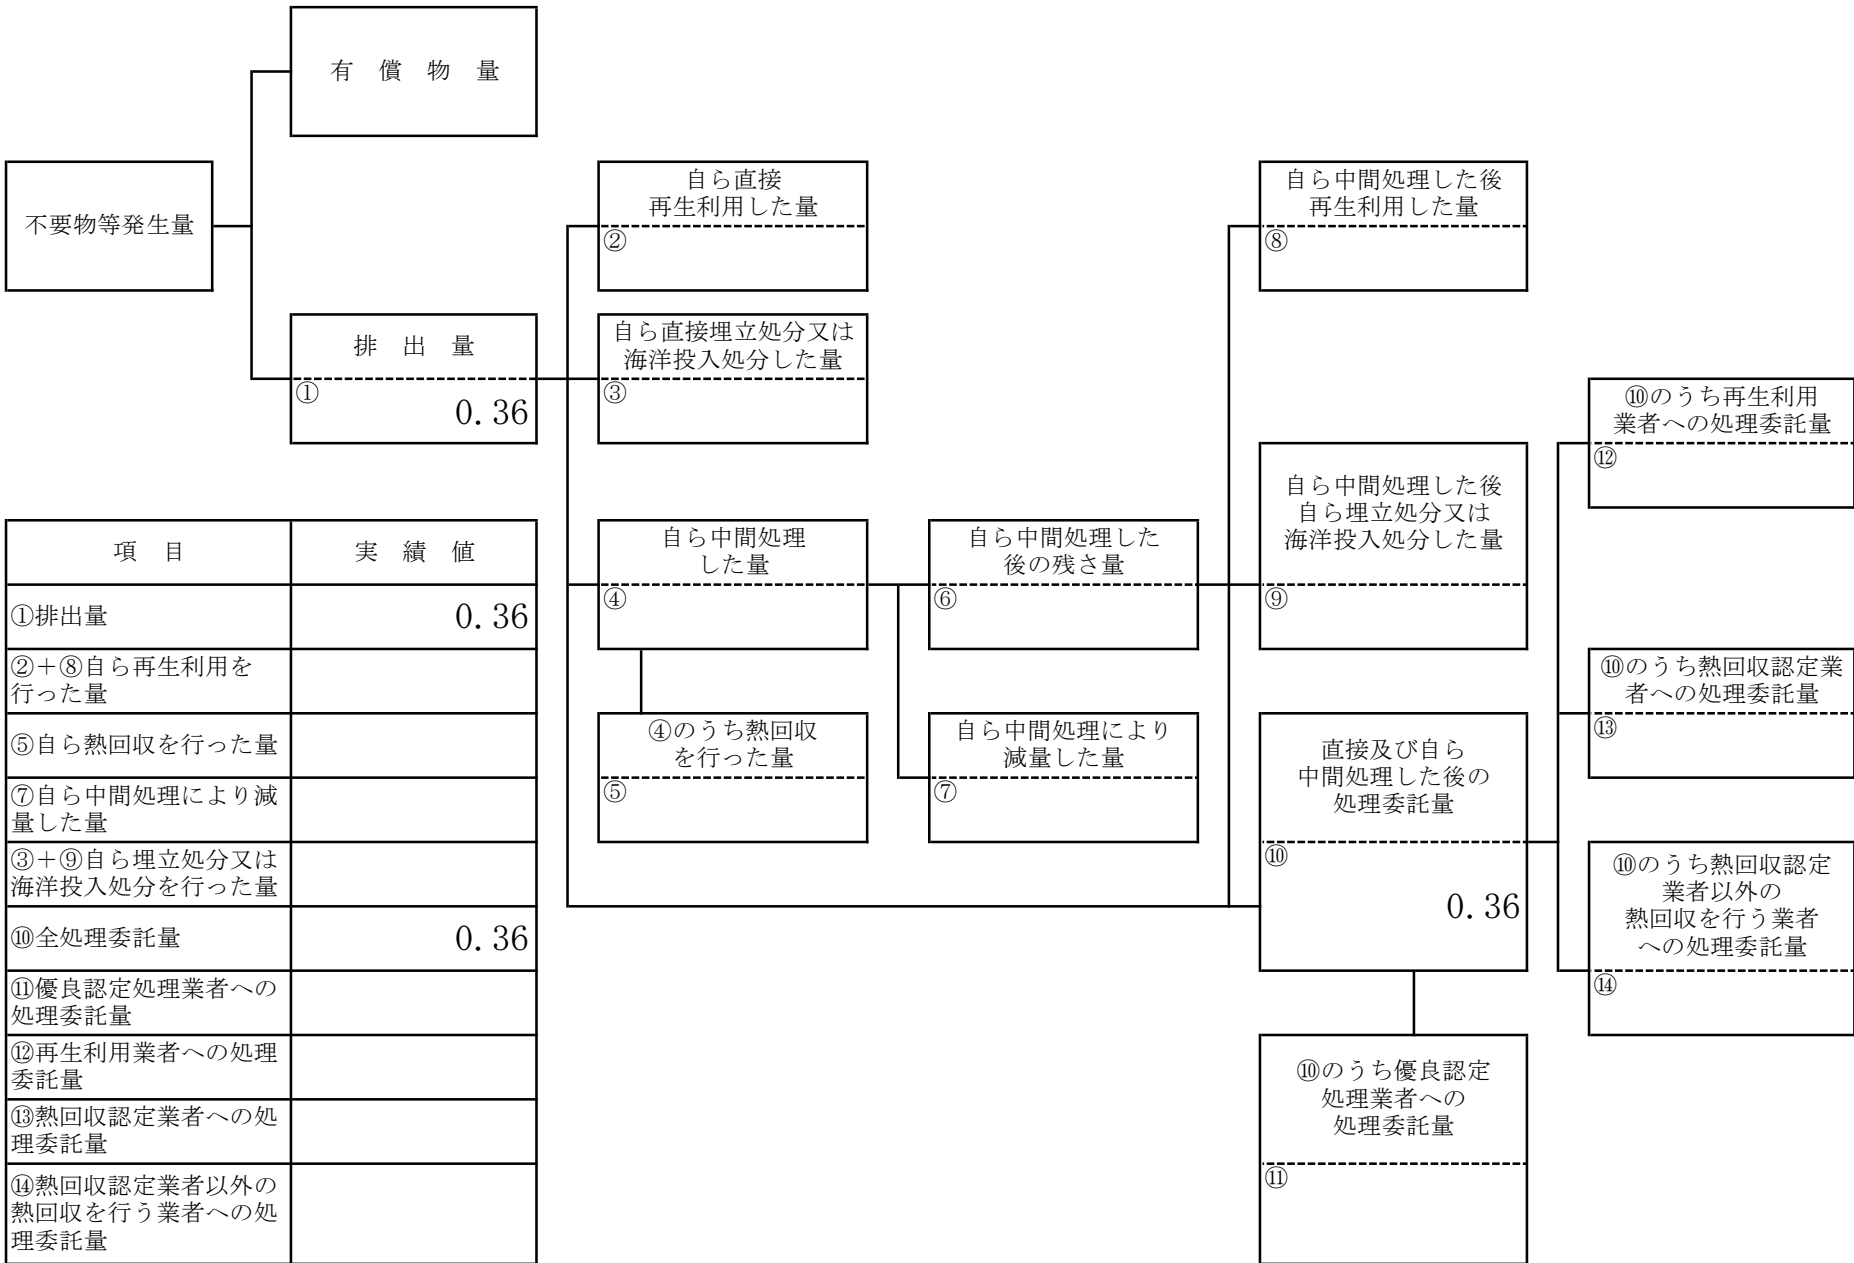 有　償　物　量
不要物等発生量
排　出　量
①
0.36
自ら直接
再生利用した量
②
自ら直接埋立処分又は
海洋投入処分した量
③
自ら中間処理
した量
④
④のうち熱回収
を行った量
⑤
自ら中間処理した
後の残さ量
⑥
自ら中間処理により
減量した量
⑦
自ら中間処理した後
再生利用した量
⑧
自ら中間処理した後
自ら埋立処分又は
海洋投入処分した量
⑨
直接及び自ら
中間処理した後の
処理委託量
⑩
0.36
⑩のうち優良認定
処理業者への
処理委託量
⑪
⑩のうち再生利用
業者への処理委託量
⑫
⑩のうち熱回収認定業
者への処理委託量
⑬
⑩のうち熱回収認定
業者以外の
熱回収を行う業者
への処理委託量
⑭
項　目　実　績　値
①排出量　0.36
②＋⑧自ら再生利用を
行った量
⑤自ら熱回収を行った量
⑦自ら中間処理により減
量した量
③＋⑨自ら埋立処分又は
海洋投入処分を行った量
⑩全処理委託量　0.36
⑪優良認定処理業者への
処理委託量
⑫再生利用業者への処理
委託量
⑬熱回収認定業者への処
理委託量
⑭熱回収認定業者以外の
熱回収を行う業者への処
理委託量